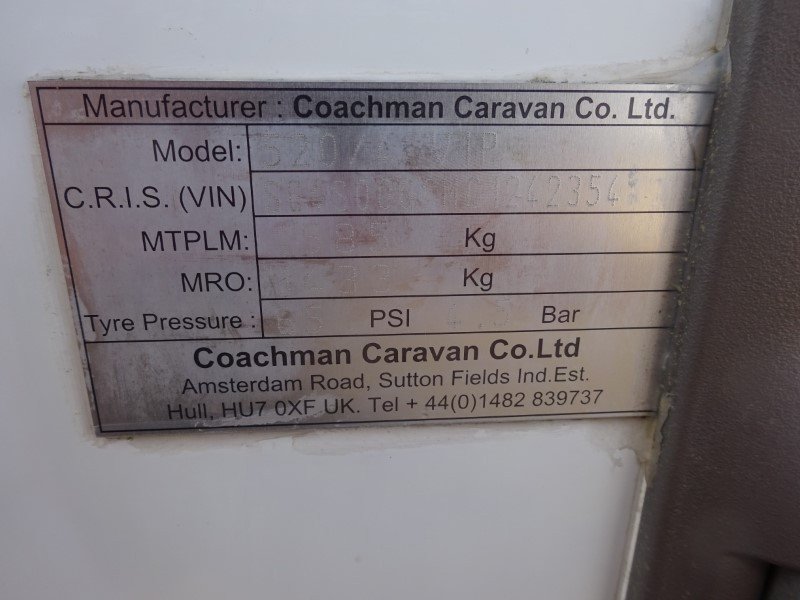 Manufacturer : Coachman Caravan Co. Ltd.
Model:
C.R.I.S. (VIN)
MTPLM: Kg
MRO: Kg
Tyre Pressure : PSI Bar
Coachman Caravan Co.Ltd
Amsterdam Road, Sutton Fields Ind.Est.
Hull, HU7 0XF UK. Tel + 44(0)1482 839737